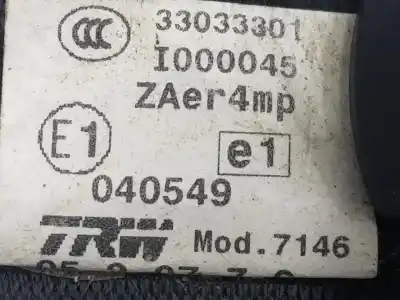 CCC 33033301
I000045
ZAer4mp
E1 e1
040549
TRW Mod.7146